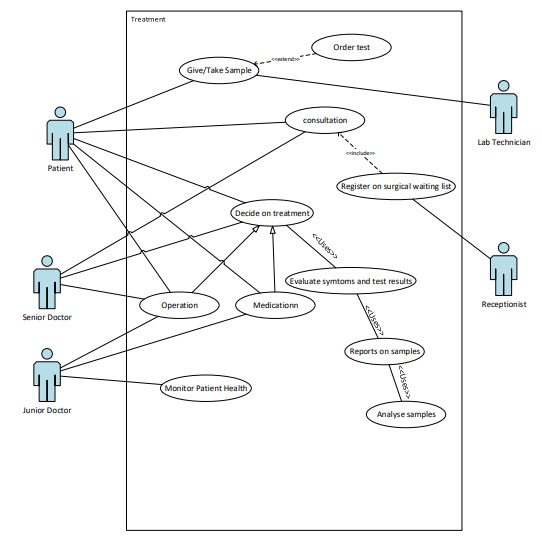 Treatment
Order test
<<extend>>
Give/Take Sample
consultation
Lab Technician
<<include>>
Patient
Register on surgical waiting list
Decide on treatment
<<Uses>>
Evaluate symtoms and test results
Senior Doctor
Operation
Medicationn
Receptionist
<<Uses>>
Reports on samples
<<Uses>>
Junior Doctor
Monitor Patient Health
Analyse samples